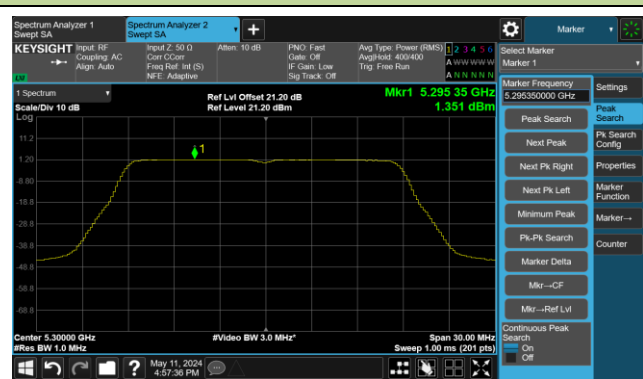 Spectrum Analyzer 1
Swept SA
Spectrum Analyzer 2
Swept SA
+
Marker
KEYSIGHT
Input: RF
Coupling: AC
Align: Auto
Input Z: 50 Ω
Corr CCorr
Freq Ref: Int (S)
NFE: Adaptive
Atten: 10 dB
PNO: Fast
Gate: Off
IF Gain: Low
Sig Track: Off
Avg Type: Power (RMS)
Avg|Hold: 400/400
Trig: Free Run
1 2 3 4 5 6
A W W W W W
A N N N N N
LXI
Select Marker
Marker 1
1 Spectrum
Scale/Div 10 dB
Log
Ref Lvl Offset 21.20 dB
Ref Level 21.20 dBm
Mkr1 5.295 35 GHz
1.351 dBm
1
11.2
1.20
-8.80
-18.8
-28.8
-38.8
-48.8
-58.8
-68.8
Center 5.30000 GHz
#Res BW 1.0 MHz
#Video BW 3.0 MHz*
Span 30.00 MHz
Sweep 1.00 ms (201 pts)
Marker Frequency
5.295350000 GHz
Peak Search
Next Peak
Next Pk Right
Next Pk Left
Minimum Peak
Pk-Pk Search
Marker Delta
Mkr→CF
Mkr→Ref Lvl
Continuous Peak
Search
On
Off
Settings
Peak
Search
Pk Search
Config
Properties
Marker
Function
Marker→
Counter
?
May 11, 2024
4:57:36 PM